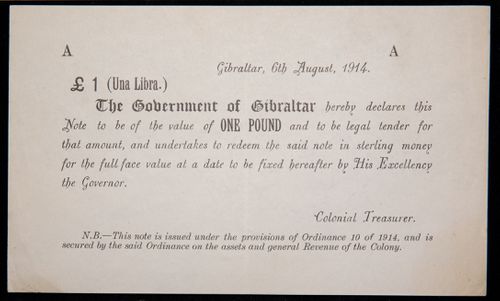 A A
Gibraltar, 6th August, 1914.
£ 1 (Una Libra.)
The Government of Gibraltar hereby declares this
Note to be of the value of ONE POUND and to be legal tender for
that amount, and undertakes to redeem the said note in sterling money
for the full face value at a date to be fixed hereafter by His Excellency
the Governor.
Colonial Treasurer.
N.B.—This note is issued under the provisions of Ordinance 10 of 1914, and is
secured by the said Ordinance on the assets and general Revenue of the Colony.